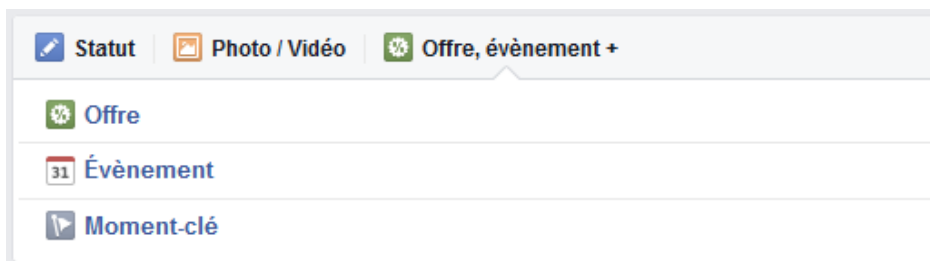 Statut Photo / Vidéo Offre, évènement +
Offre
31 Évènement
Moment-clé